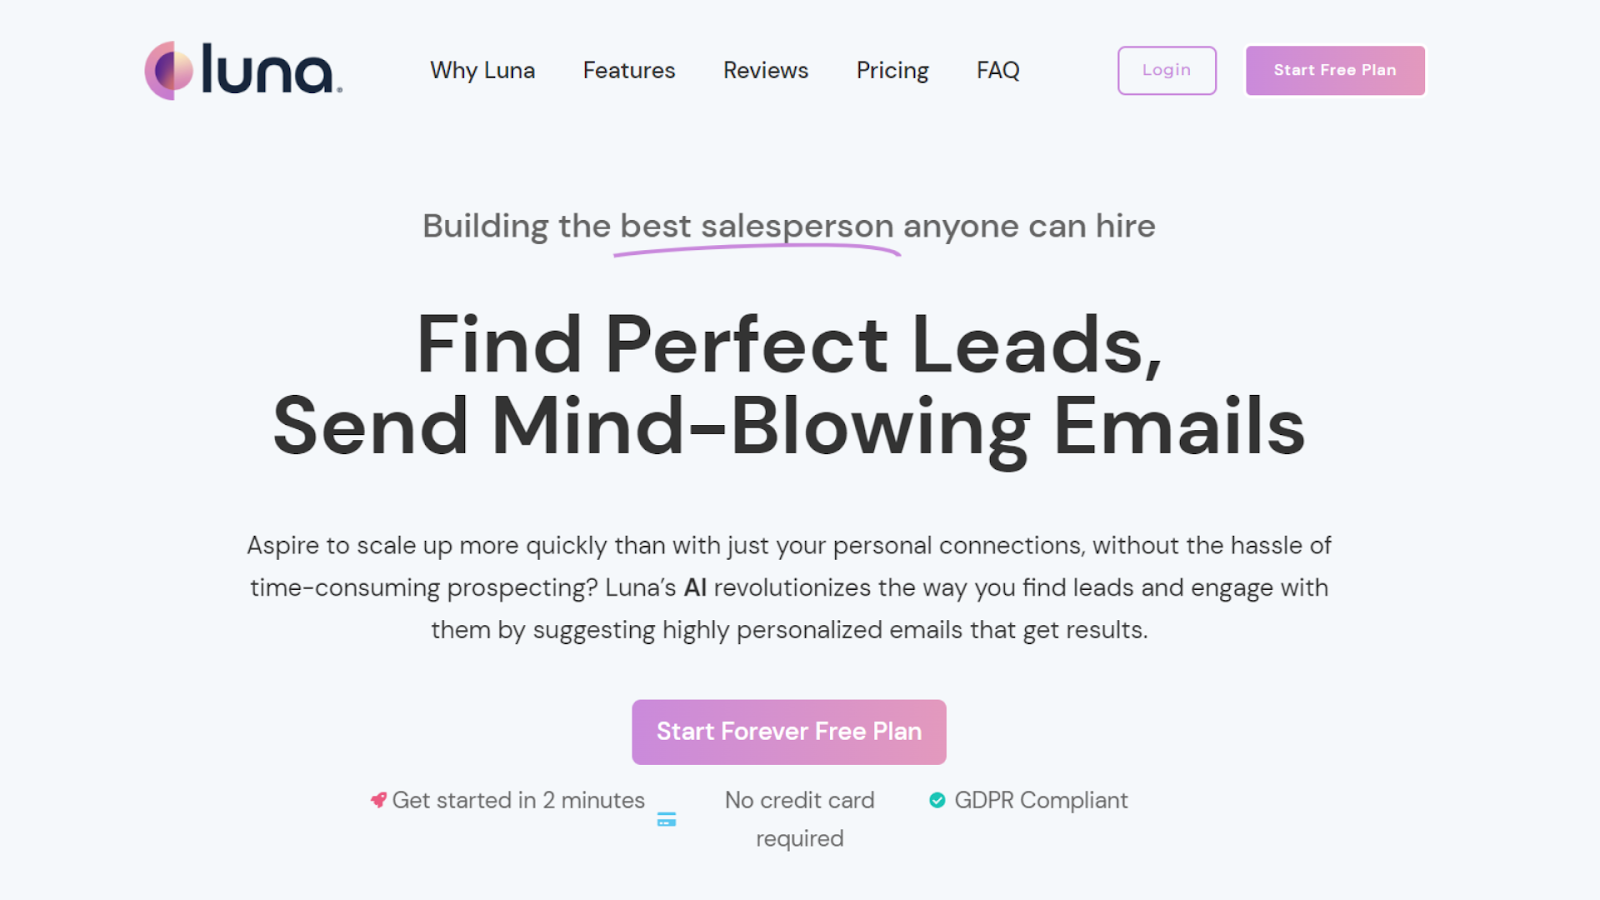 luna.
Why Luna
Features
Reviews
Pricing
FAQ
Login
Start Free Plan
Building the best salesperson anyone can hire
Find Perfect Leads,
Send Mind-Blowing Emails
Aspire to scale up more quickly than with just your personal connections, without the hassle of
time-consuming prospecting? Luna’s AI revolutionizes the way you find leads and engage with
them by suggesting highly personalized emails that get results.
Start Forever Free Plan
Get started in 2 minutes
No credit card
required
GDPR Compliant